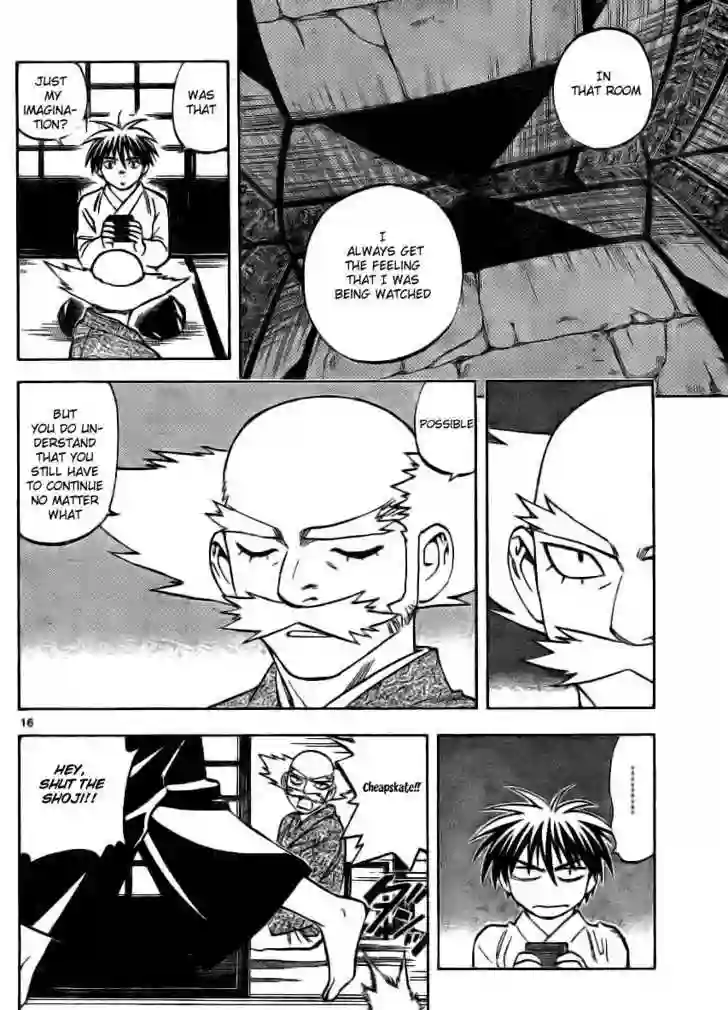 IN
THAT ROOM
I
ALWAYS GET
THE FEELING
THAT I WAS
BEING WATCHED
WAS
THAT
JUST
MY
IMAGINA-
TION?
POSSIBLE
BUT
YOU DO UN-
DERSTAND
THAT YOU
STILL HAVE
TO CONTINUE
NO MATTER
WHAT
16
.........
Cheapskate!!
HEY,
SHUT THE
SHOJI!!